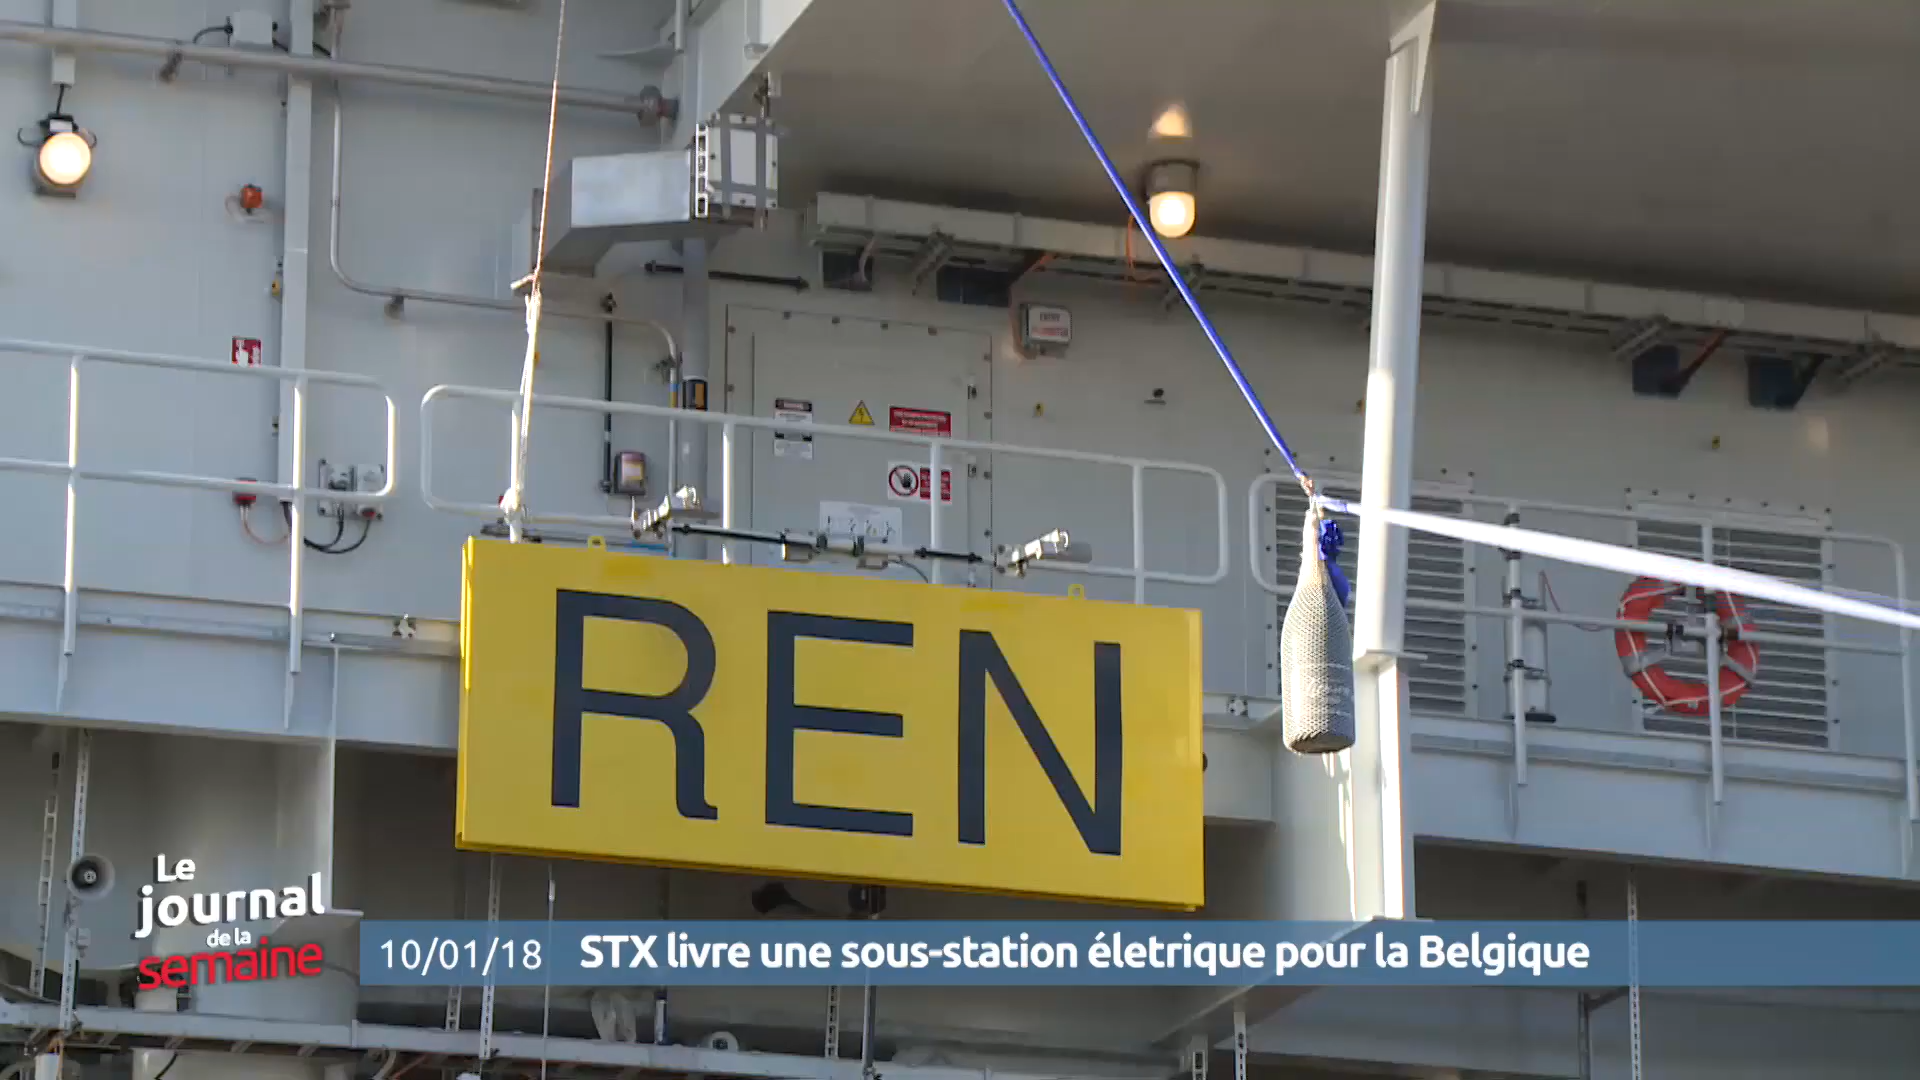 REN
Le
journal
de la
semaine
10/01/18 STX livre une sous-station életrique pour la Belgique